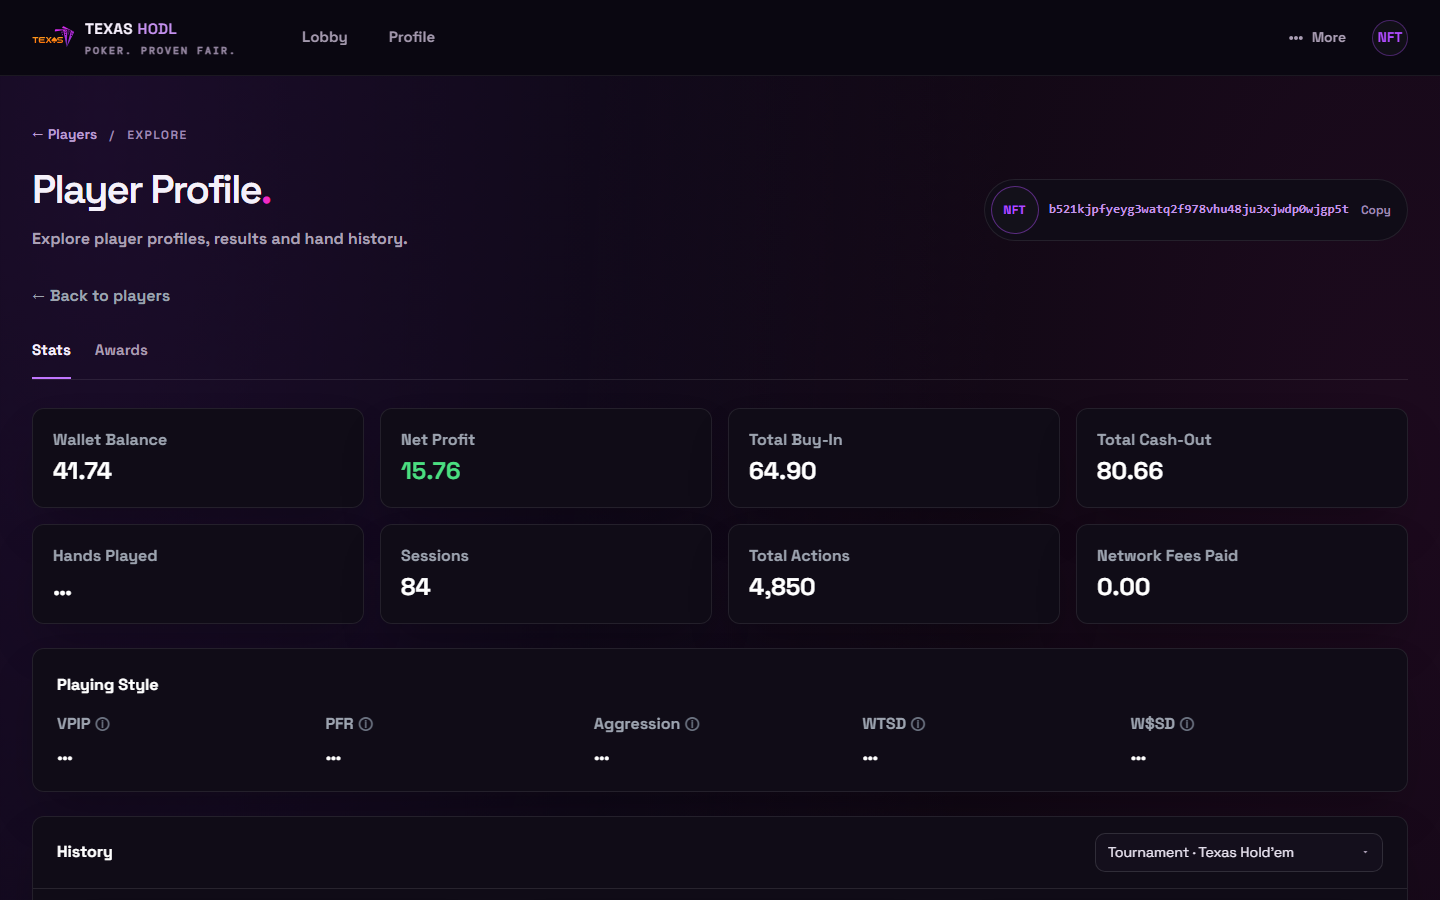 TEXAS
TEXAS HODL
POKER. PROVEN FAIR.
Lobby
Profile
••• More
NFT
← Players / EXPLORE
Player Profile.
Explore player profiles, results and hand history.
NFT
b521kjpfyeyg3watq2f978vhu48ju3xjwdp0wjgp5t
Copy
← Back to players
Stats
Awards
Wallet Balance
41.74
Net Profit
15.76
Total Buy-In
64.90
Total Cash-Out
80.66
Hands Played
•••
Sessions
84
Total Actions
4,850
Network Fees Paid
0.00
Playing Style
VPIP ⓘ
•••
PFR ⓘ
•••
Aggression ⓘ
•••
WTSD ⓘ
•••
W$SD ⓘ
•••
History
Tournament · Texas Hold'em